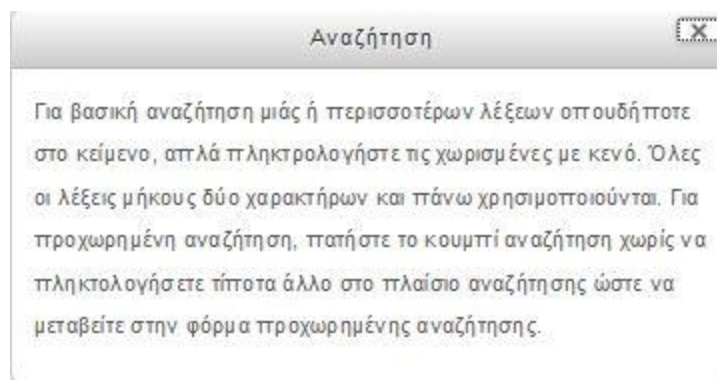 Αναζήτηση
Για βασική αναζήτηση μιάς ή περισσοτέρων λέξεων οπουδήποτε
στο κείμενο, απλά πληκτρολογήστε τις χωρισμένες με κενό. Όλες
οι λέξεις μήκους δύο χαρακτήρων και πάνω χρησιμοποιούνται. Για
προχωρημένη αναζήτηση, πατήστε το κουμπί αναζήτηση χωρίς να
πληκτολογήσετε τίποτα άλλο στο πλαίσιο αναζήτησης ώστε να
μεταβείτε στην φόρμα προχωρημένης αναζήτησης.